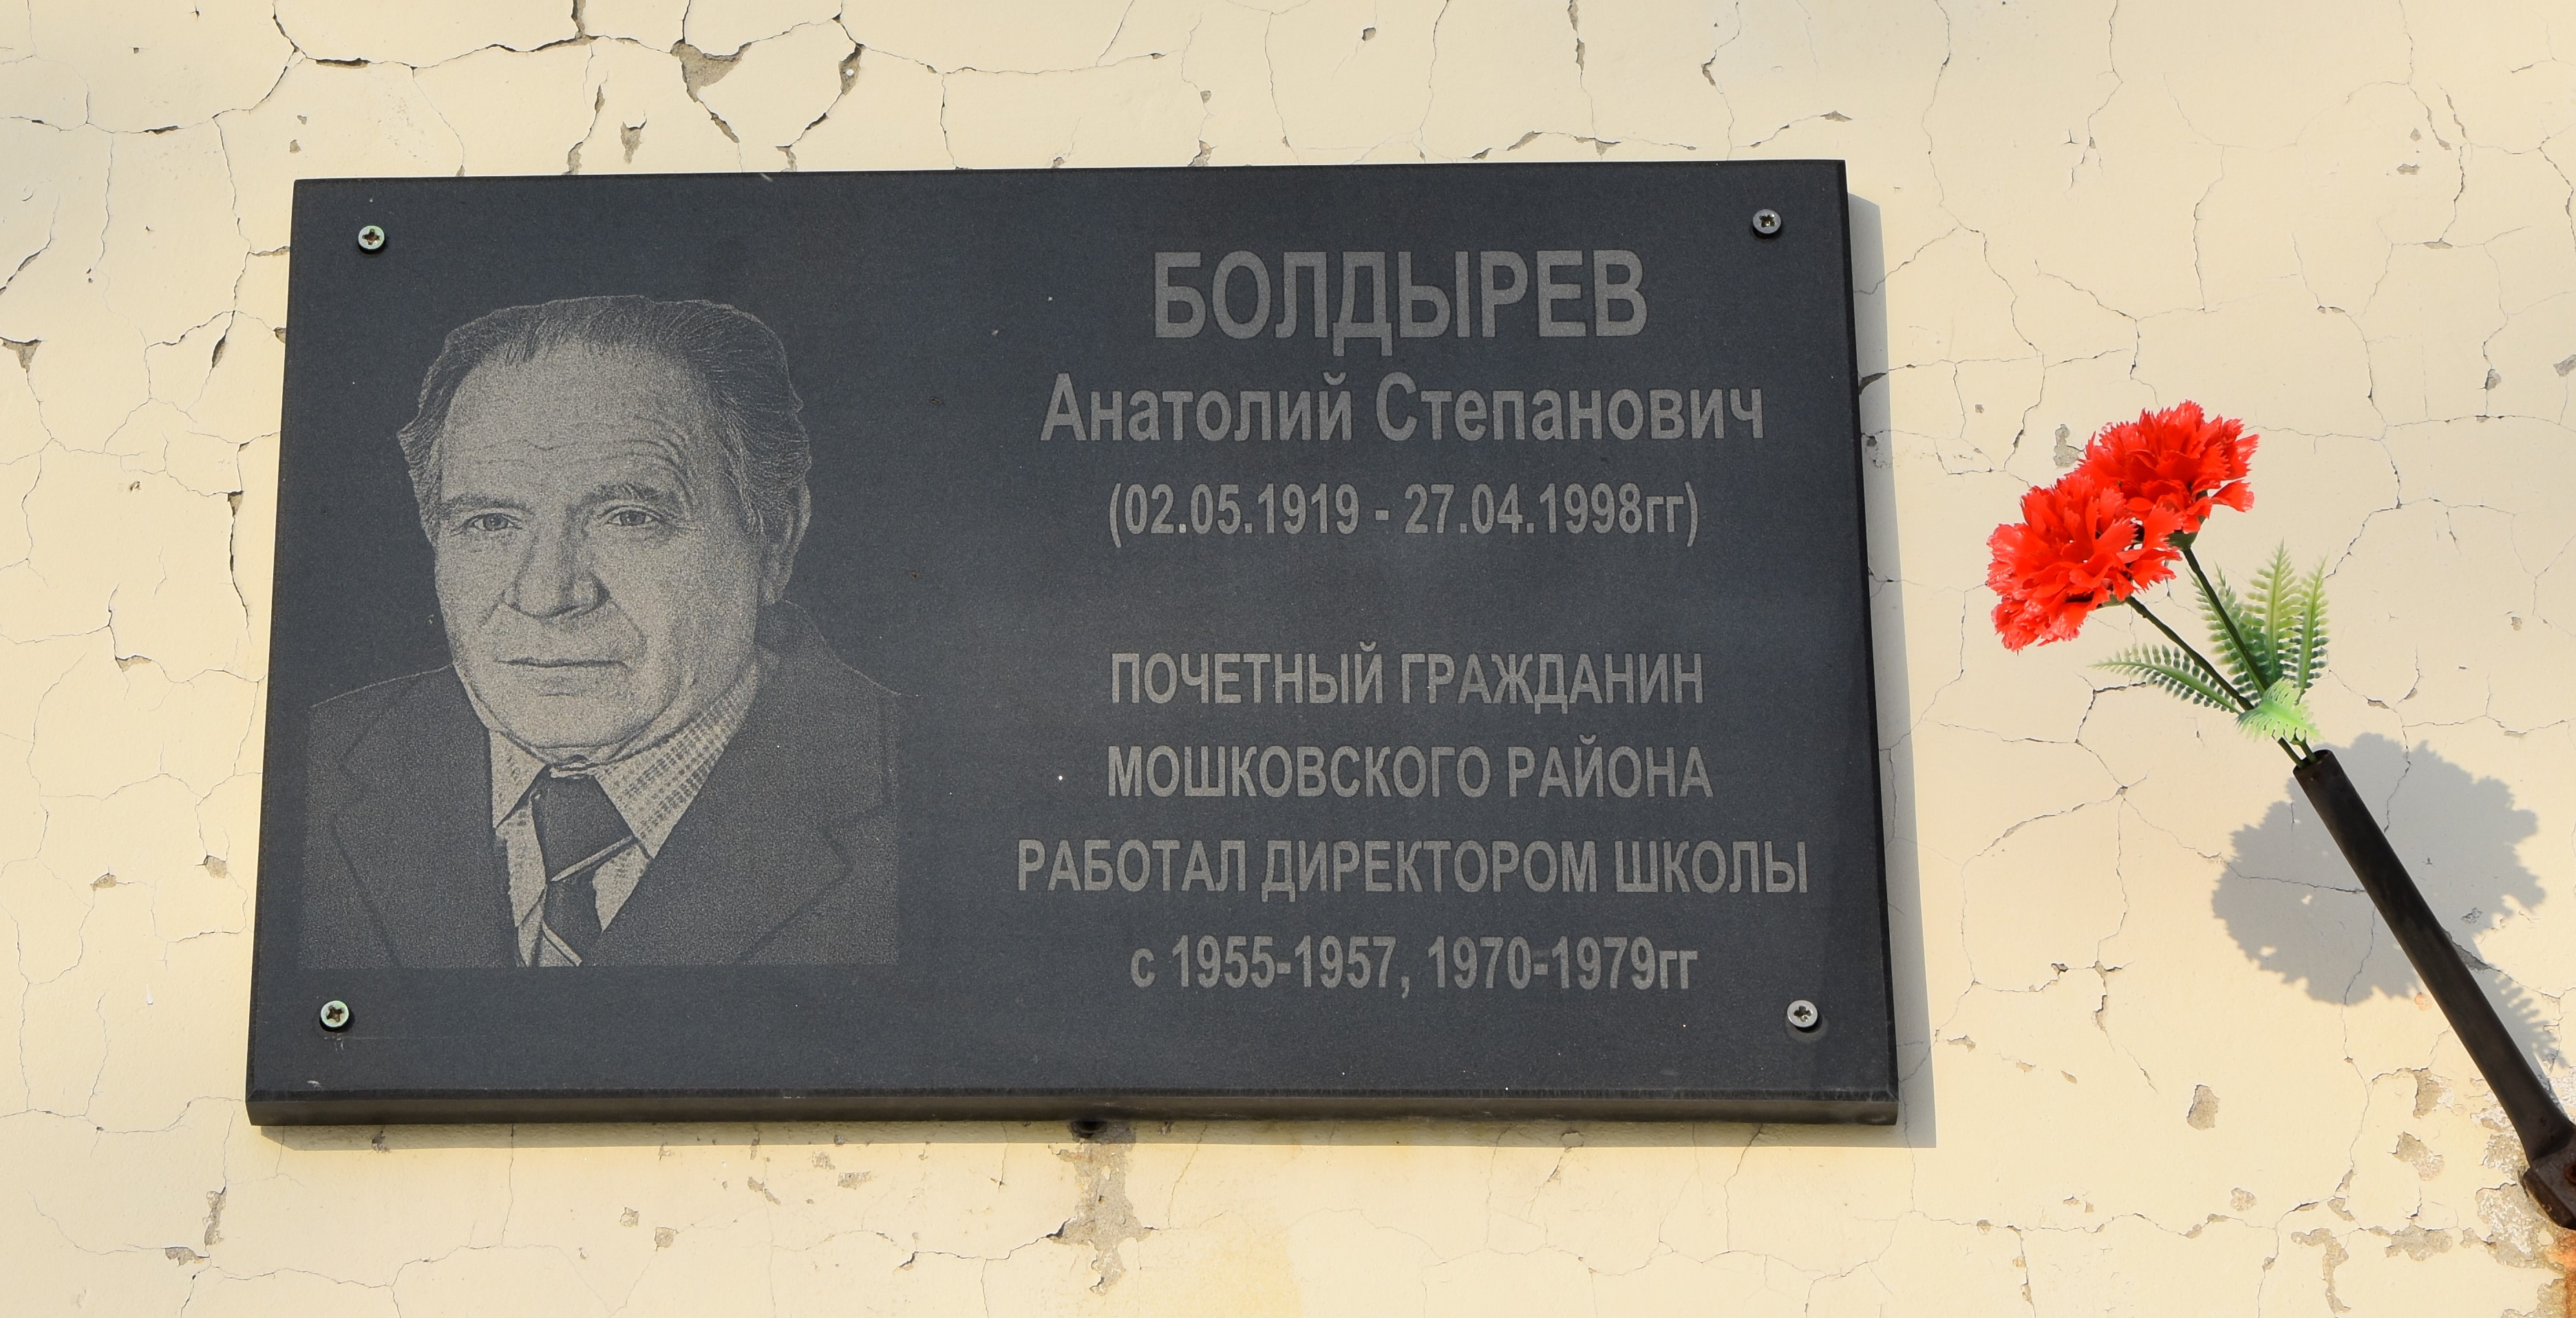 БОЛДЫРЕВ
Анатолий Степанович
(02.05.1919 - 27.04.1998гг)
ПОЧЕТНЫЙ ГРАЖДАНИН
МОШКОВСКОГО РАЙОНА
РАБОТАЛ ДИРЕКТОРОМ ШКОЛЫ
с 1955-1957, 1970-1979гг